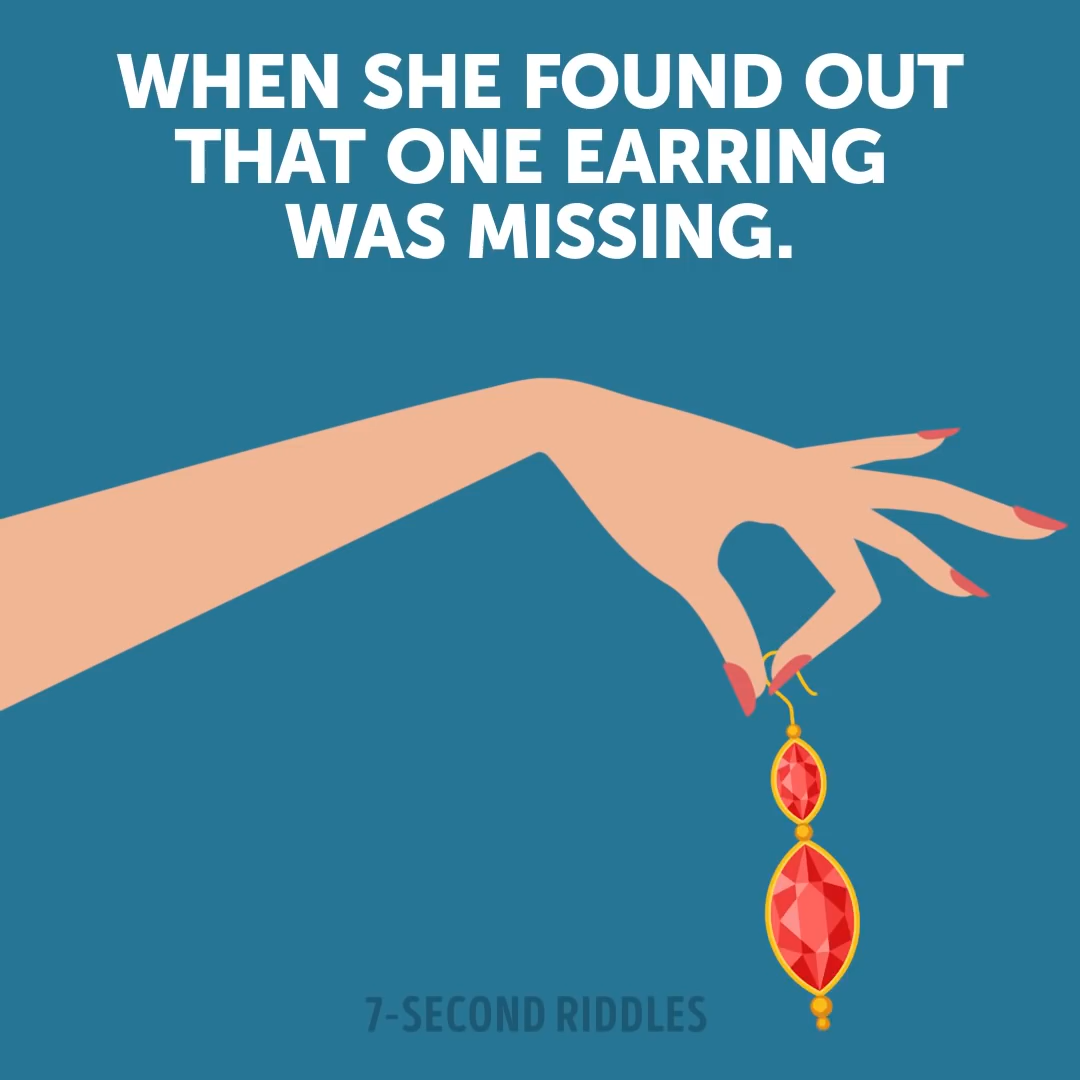 WHEN SHE FOUND OUT
THAT ONE EARRING
WAS MISSING.
7-SECOND RIDDLES